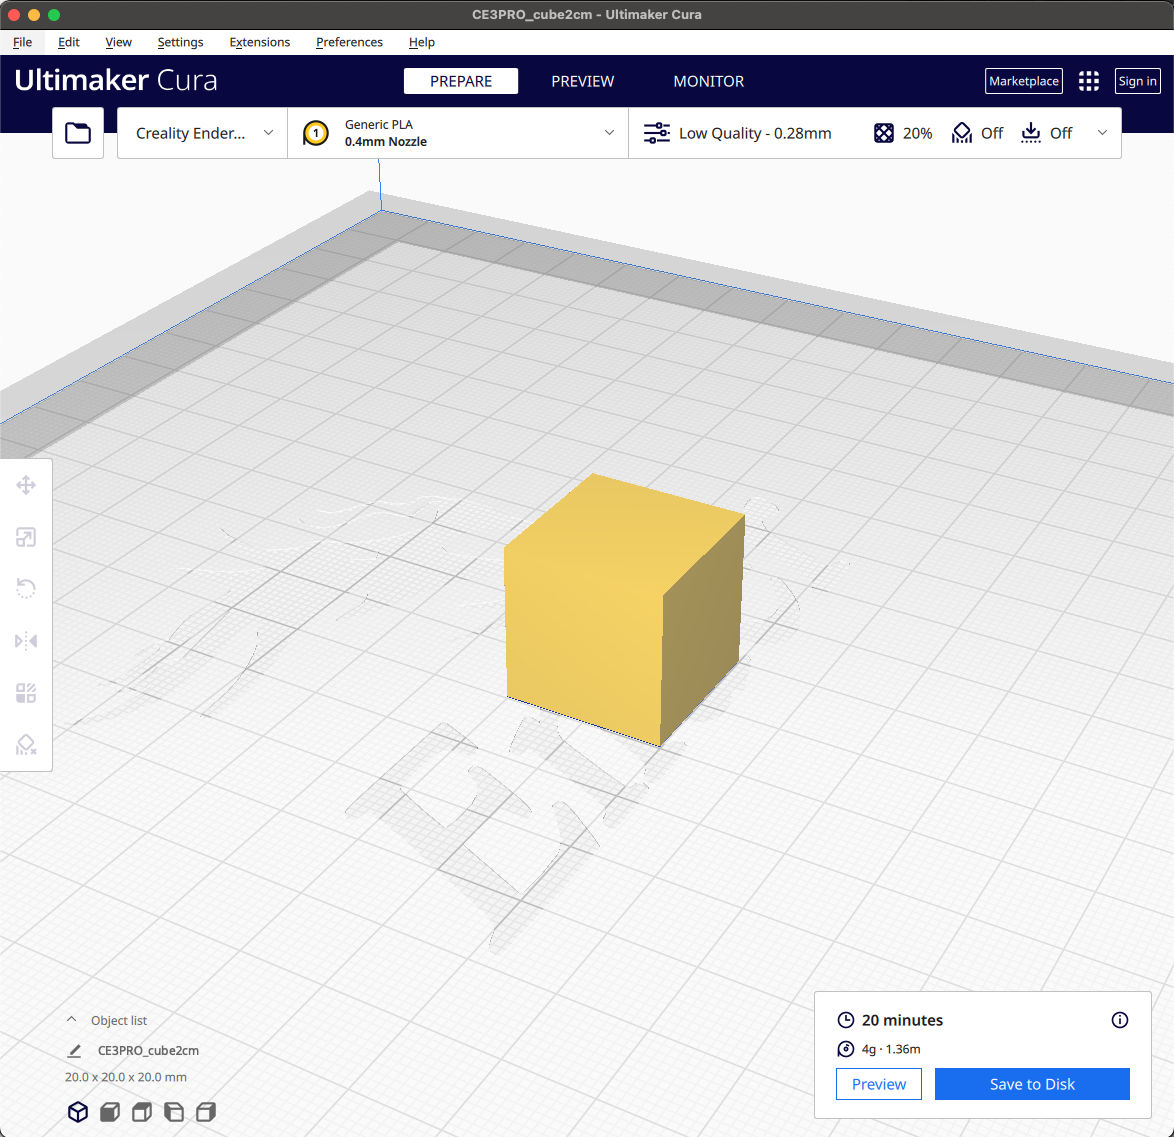 CE3PRO_cube2cm - Ultimaker Cura
File Edit View Settings Extensions Preferences Help
Ultimaker Cura PREPARE PREVIEW MONITOR Marketplace Sign in
Creality Ender... 1 Generic PLA
0.4mm Nozzle
Low Quality - 0.28mm 20% Off Off
Object list
CE3PRO_cube2cm
20.0 x 20.0 x 20.0 mm
20 minutes
4g · 1.36m
Preview Save to Disk